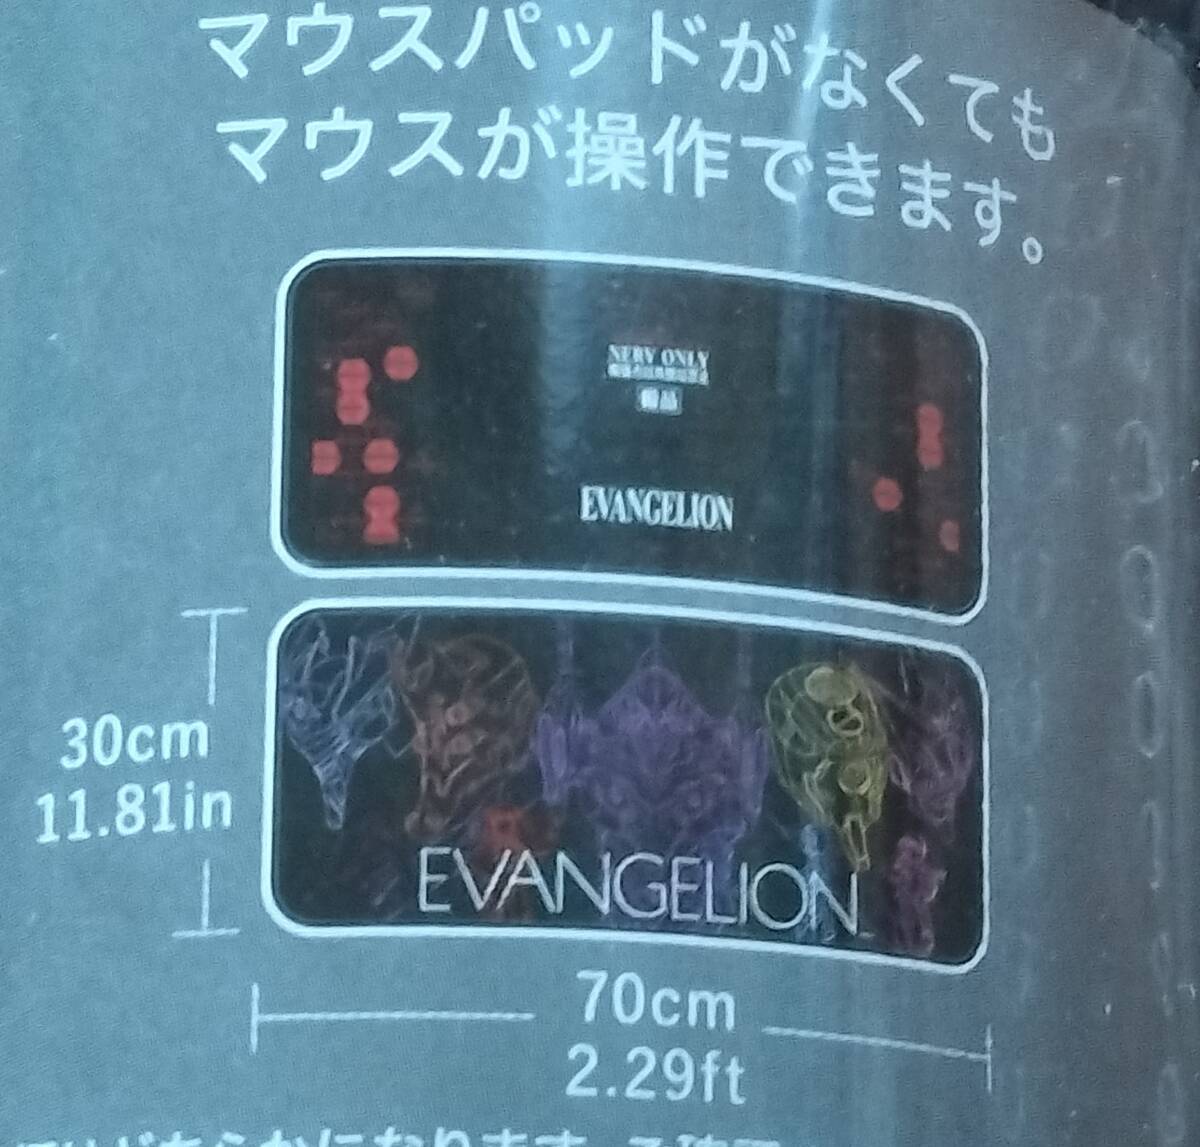 マウスパッドがなくても
マウスが操作できます。
NERV ONLY
EVANGELION
30cm
11.81in
EVANGELION
70cm
2.29ft